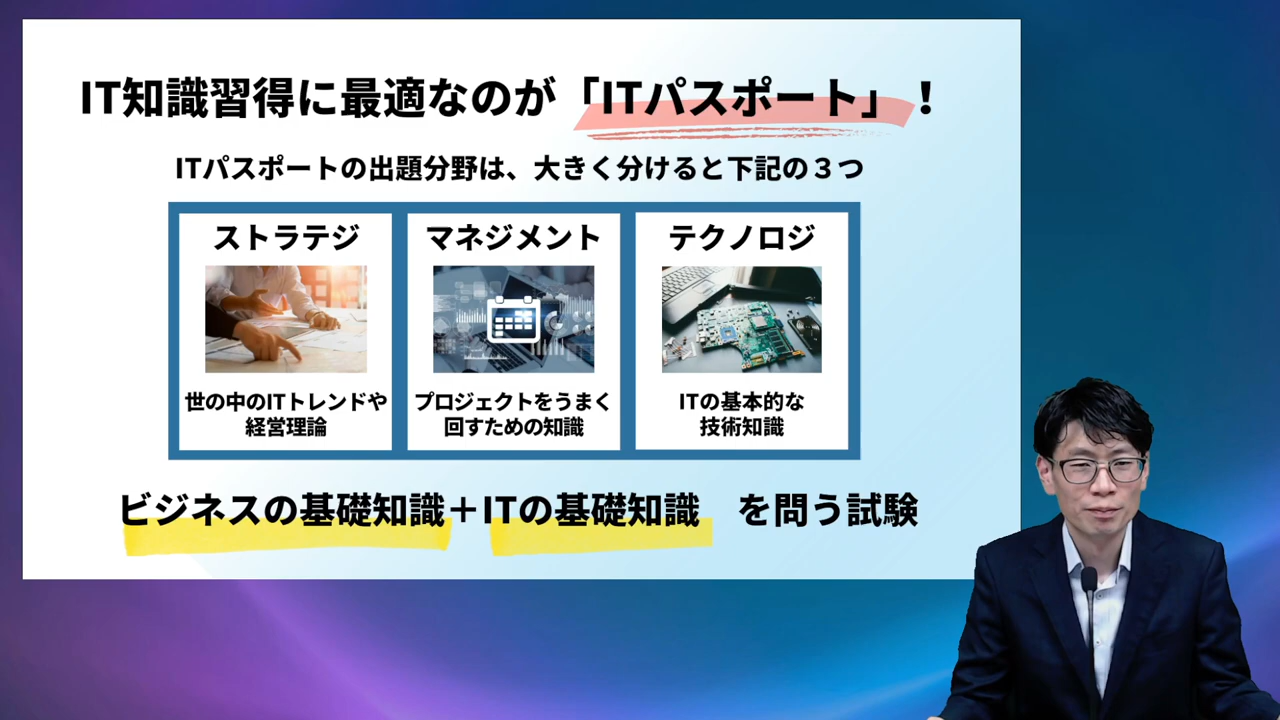 IT知識習得に最適なのが「ITパスポート」！
ITパスポートの出題分野は、大きく分けると下記の３つ
ストラテジ
世の中のITトレンドや
経営理論
マネジメント
プロジェクトをうまく
回すための知識
テクノロジ
ITの基本的な
技術知識
ビジネスの基礎知識＋ITの基礎知識　を問う試験